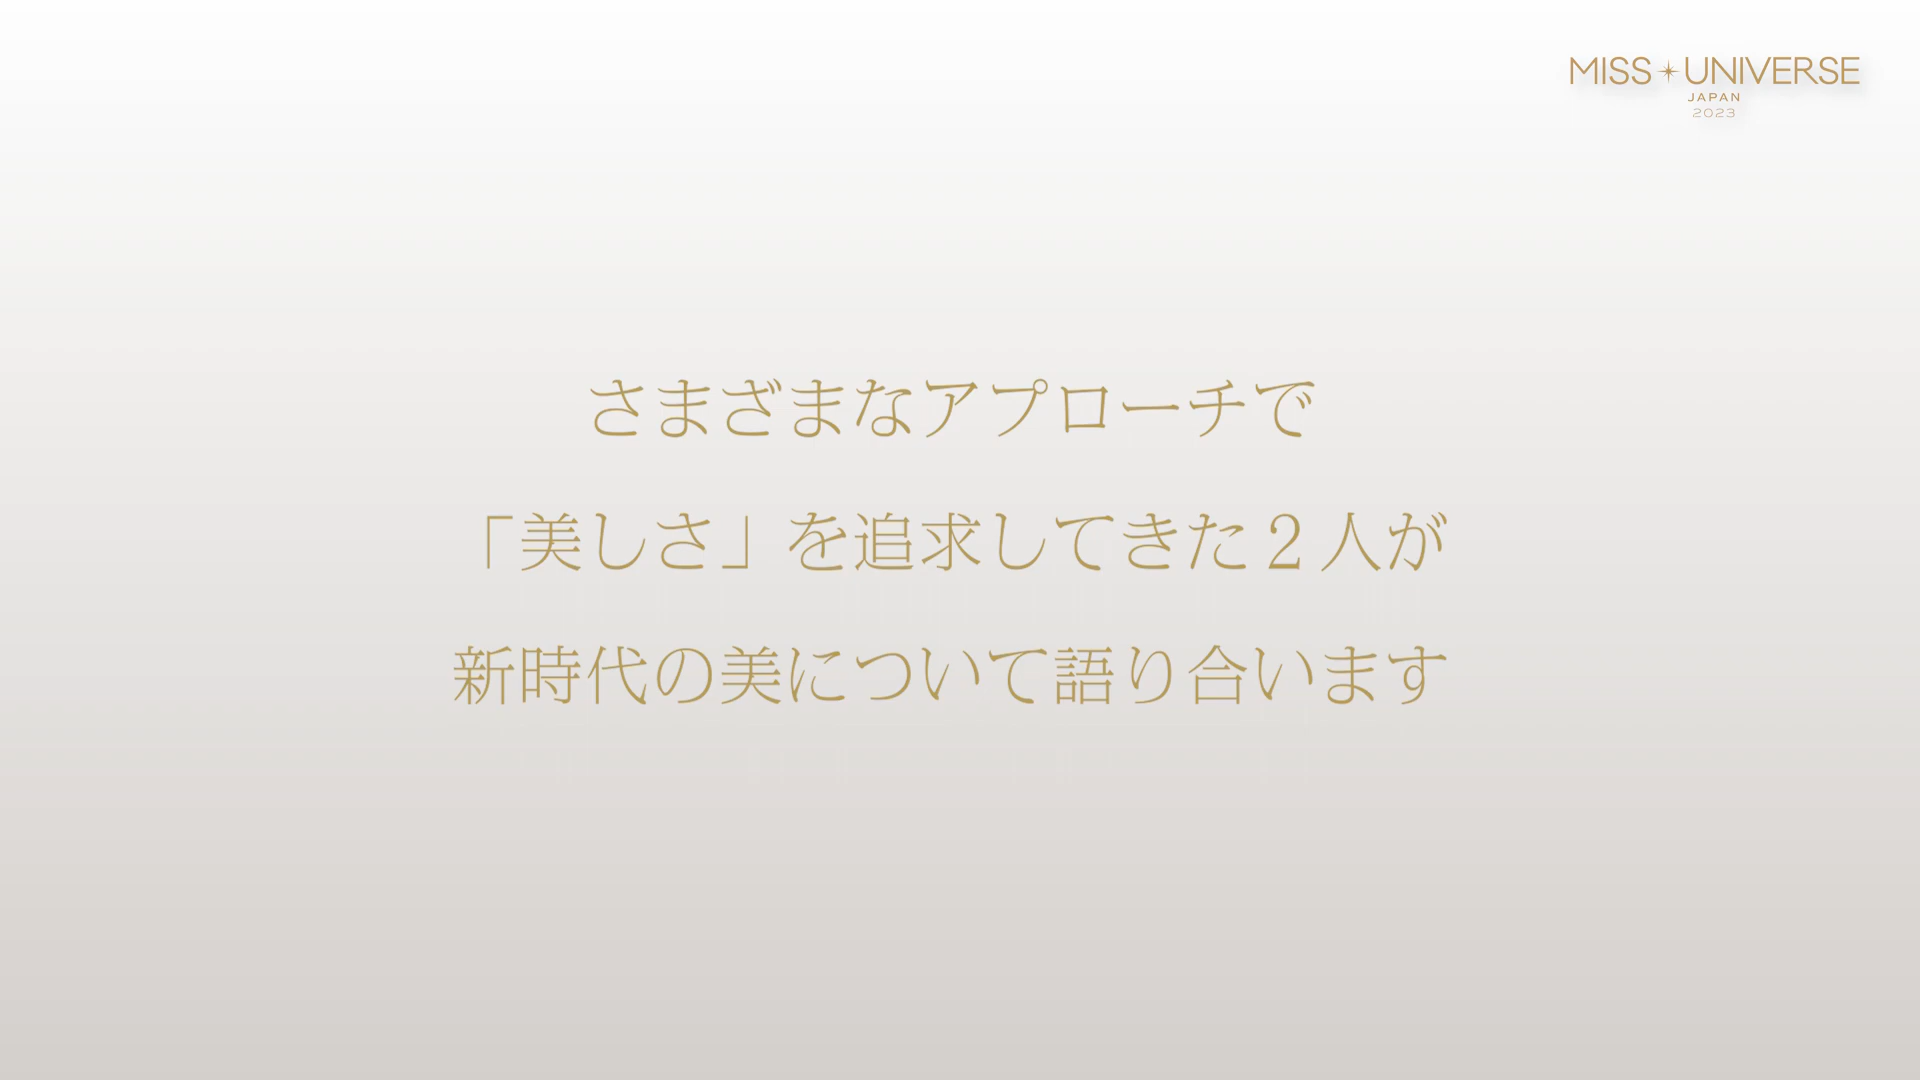 MISS UNIVERSE
JAPAN
2023
さまざまなアプローチで
「美しさ」を追求してきた２人が
新時代の美について語り合います